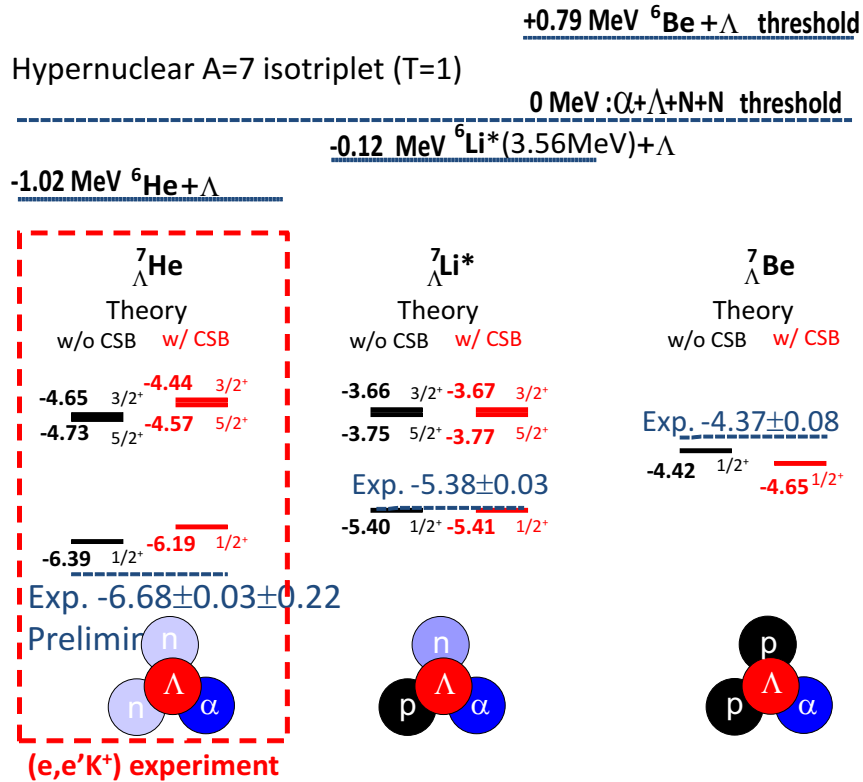 +0.79 MeV ⁶Be+Λ threshold
Hypernuclear A=7 isotriplet (T=1)
0 MeV :α+Λ+N+N threshold
-0.12 MeV ⁶Li*(3.56MeV)+Λ
-1.02 MeV ⁶He+Λ
⁷ΛHe
Theory
w/o CSB w/ CSB
-4.65 3/2⁺ -4.44 3/2⁺
-4.73 5/2⁺ -4.57 5/2⁺
-6.39 1/2⁺ -6.19 1/2⁺
Exp. -6.68±0.03±0.22
Prelimin
n
n Λ α
(e,e’K⁺) experiment
⁷ΛLi*
Theory
w/o CSB w/ CSB
-3.66 3/2⁺ -3.67 3/2⁺
-3.75 5/2⁺ -3.77 5/2⁺
Exp. -5.38±0.03
-5.40 1/2⁺ -5.41 1/2⁺
n
p Λ α
⁷ΛBe
Theory
w/o CSB w/ CSB
Exp. -4.37±0.08
-4.42 1/2⁺ -4.65 1/2⁺
p
p Λ α